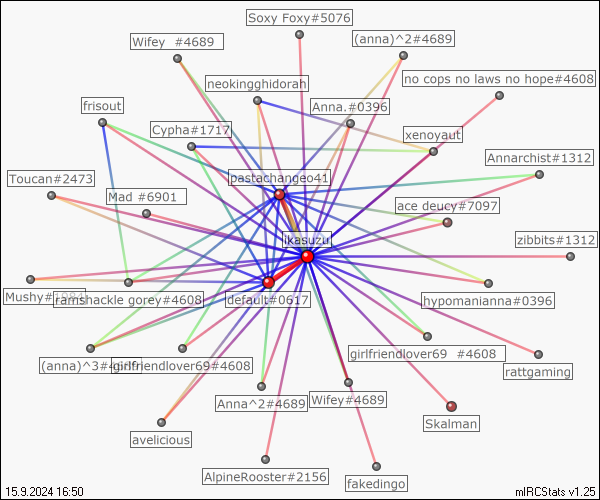 Soxy Foxy#5076
Wifey #4689
(anna)^2#4689
no cops no laws no hope#4608
neokingghidorah
frisout
Anna.#0396
Cypha#1717
xenoyaut
Annarchist#1312
Toucan#2473
pastachangeo41
Mad #6901
ace deucy#7097
ikasuzu
zibbits#1312
Mushy
ramshackle gorey#4608
default#0617
hypomanianna#0396
girlfriendlover69 #4608
(anna)^3#4
girlfriendlover69#4608
rattgaming
Anna^2#4689
Wifey#4689
Skalman
avelicious
AlpineRooster#2156
fakedingo
15.9.2024 16:50
mIRCStats v1.25